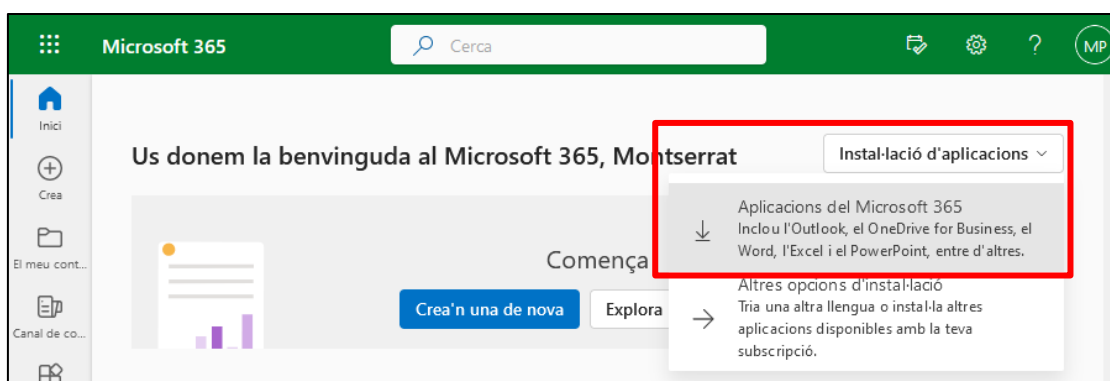 Microsoft 365
Cerca
?
MP
Inici
Us donem la benvinguda al Microsoft 365, Montserrat
Instal·lació d'aplicacions
Crea
Aplicacions del Microsoft 365
Inclou l'Outlook, el OneDrive for Business, el
Word, l'Excel i el PowerPoint, entre d'altres.
El meu cont...
Comença
Altres opcions d'instal·lació
Crea'n una de nova
Explora
Tria una altra llengua o instal·la altres
aplicacions disponibles amb la teva
subscripció.
Canal de co...